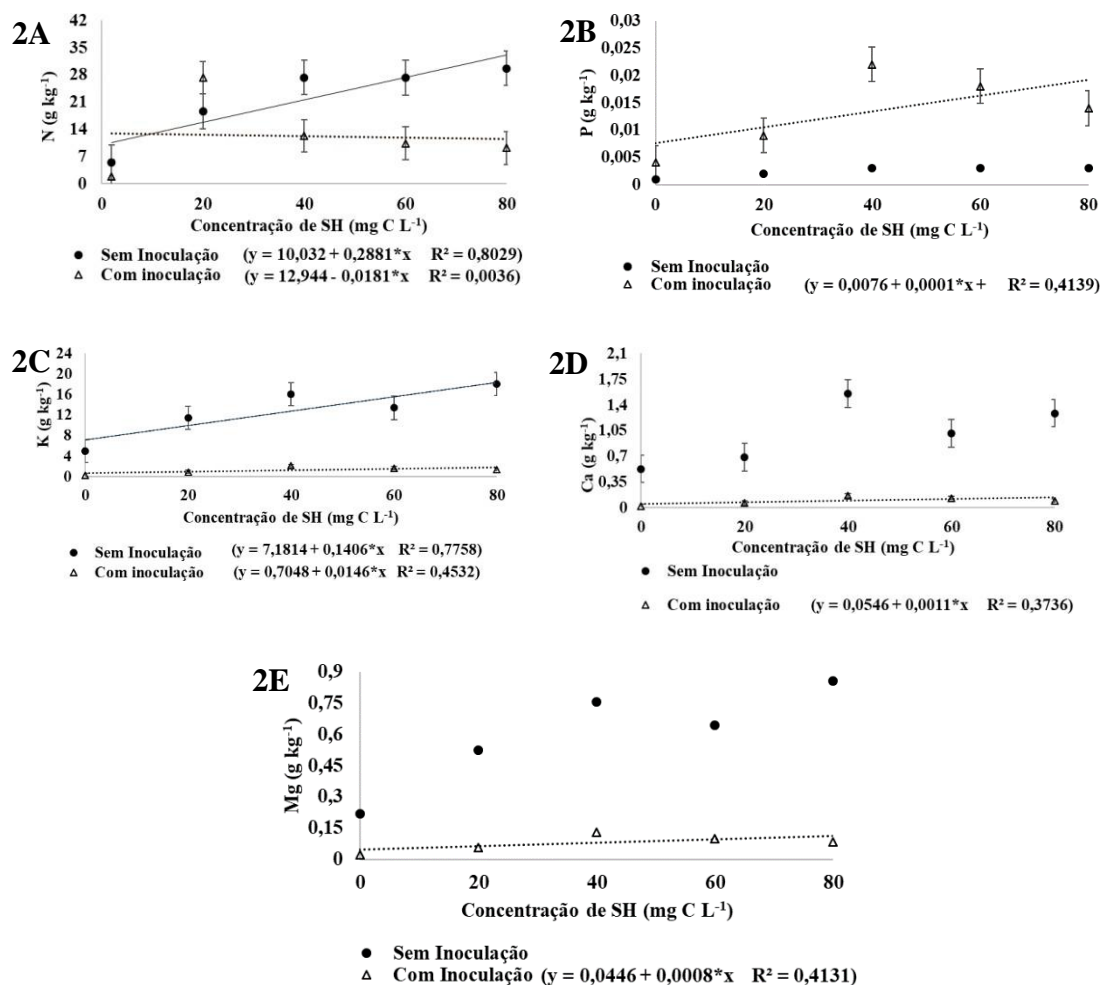 2A
42
35
28
21
14
7
0
N (g kg⁻¹)
0 20 40 60 80
Concentração de SH (mg C L⁻¹)
Sem Inoculação (y = 10,032 + 0,2881*x R² = 0,8029)
Com inoculação (y = 12,944 - 0,0181*x R² = 0,0036)
2B
0,03
0,025
0,02
0,015
0,01
0,005
0
P (g kg⁻¹)
0 20 40 60 80
Concentração de SH (mg C L⁻¹)
Sem Inoculação
Com inoculação (y = 0,0076 + 0,0001*x + R² = 0,4139)
2C
24
20
16
12
8
4
0
K (g kg⁻¹)
0 20 40 60 80
Concentração de SH (mg C L⁻¹)
Sem Inoculação (y = 7,1814 + 0,1406*x R² = 0,7758)
Com inoculação (y = 0,7048 + 0,0146*x R² = 0,4532)
2D
2,1
1,75
1,4
1,05
0,7
0,35
0
Ca (g kg⁻¹)
0 20 40 60 80
Concentração de SH (mg C L⁻¹)
Sem Inoculação
Com inoculação (y = 0,0546 + 0,0011*x R² = 0,3736)
2E
0,9
0,75
0,6
0,45
0,3
0,15
0
Mg (g kg⁻¹)
0 20 40 60 80
Concentração de SH (mg C L⁻¹)
Sem Inoculação
Com Inoculação (y = 0,0446 + 0,0008*x R² = 0,4131)